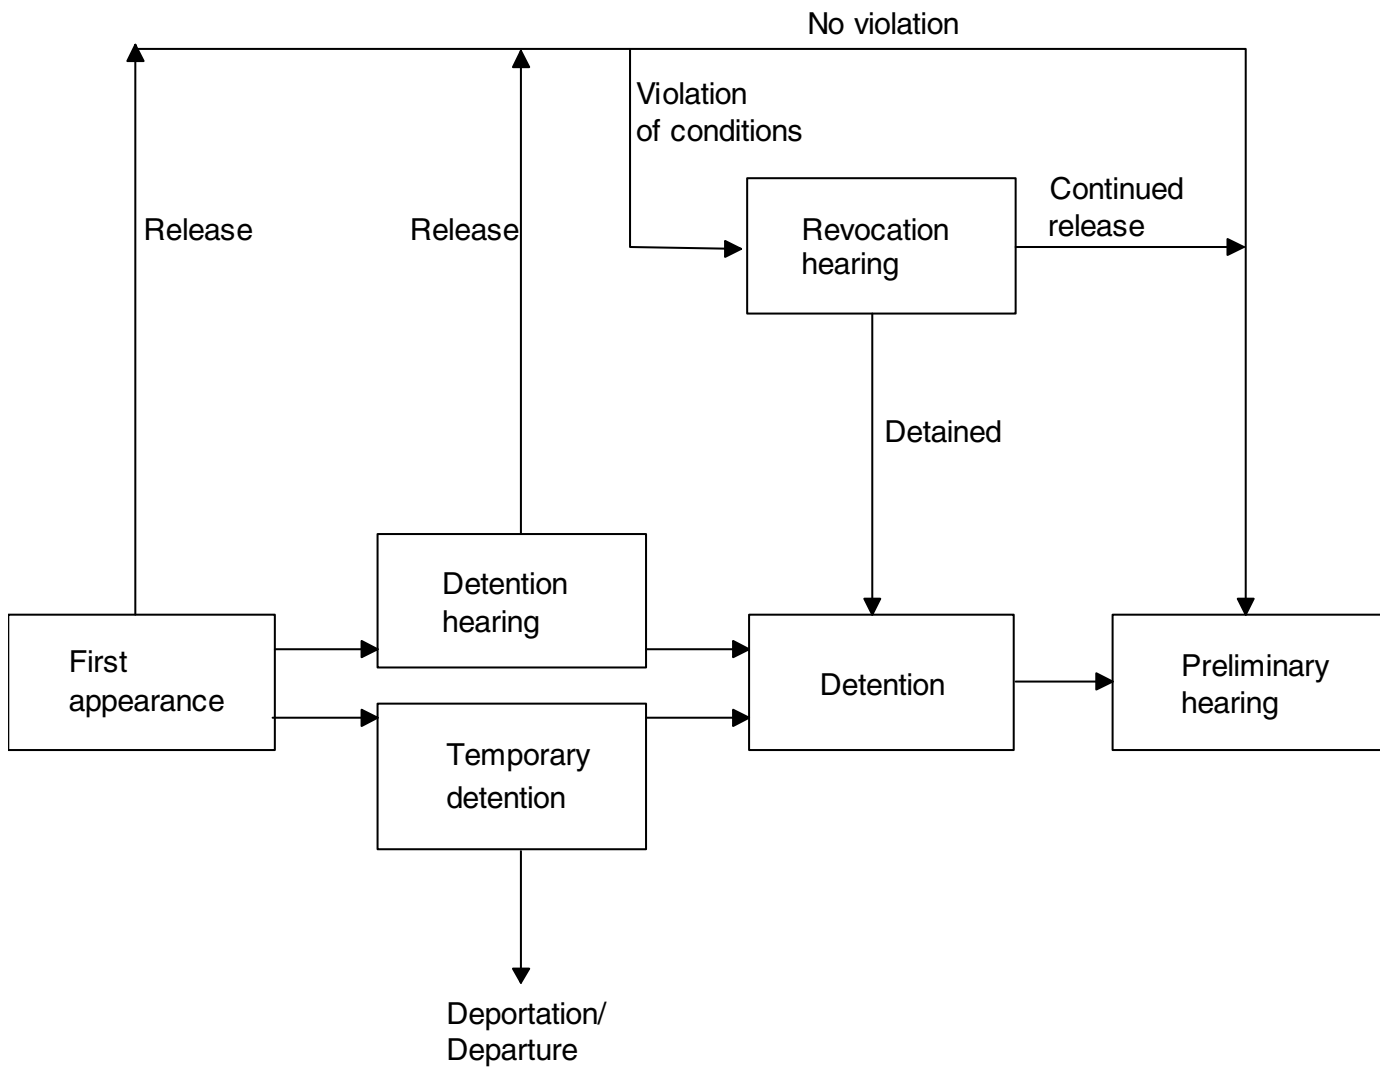 No violation
Violation
of conditions
Continued
release
Release
Release
Revocation
hearing
Detained
Detention
hearing
First
appearance
Detention
Preliminary
hearing
Temporary
detention
Deportation/
Departure